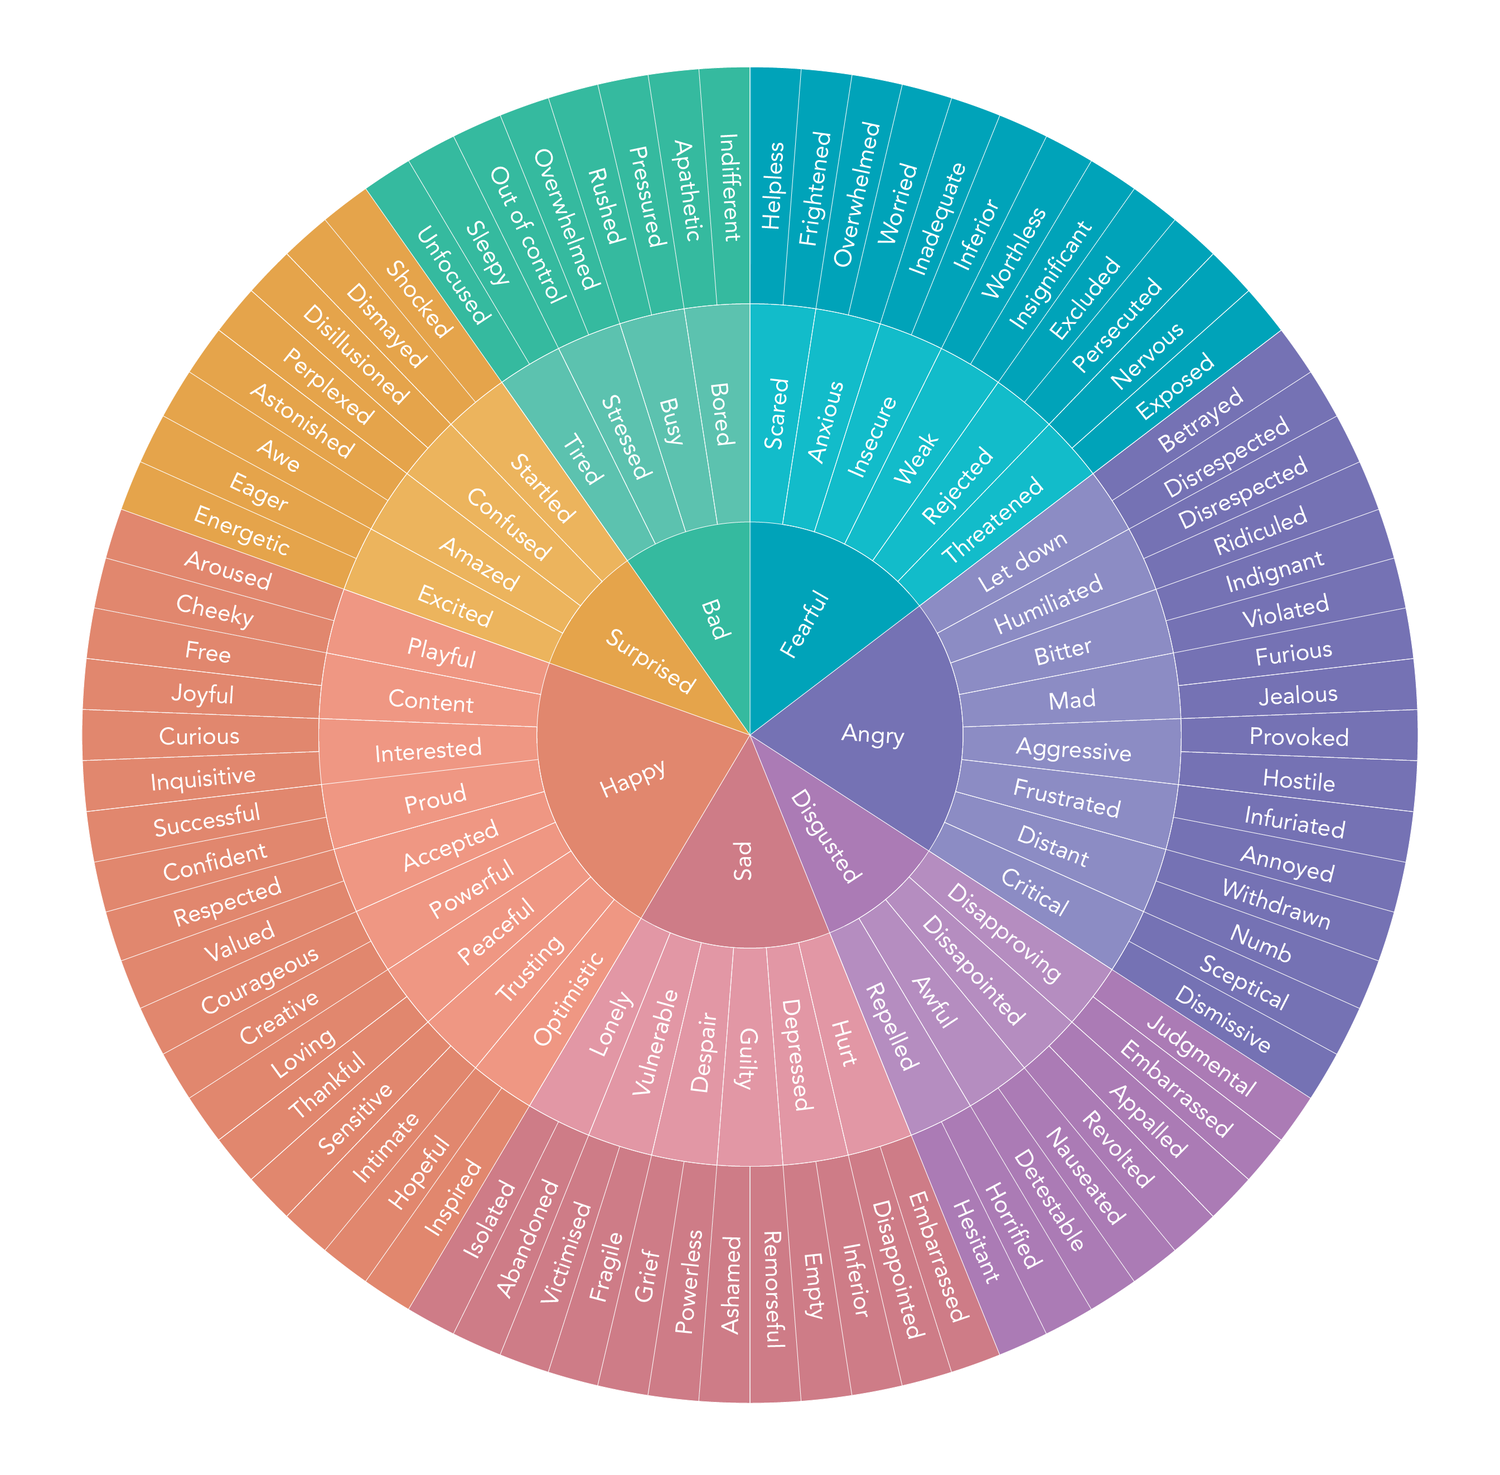 Fearful
Angry
Disgusted
Sad
Happy
Surprised
Bad
Scared
Anxious
Insecure
Weak
Rejected
Threatened
Let down
Humiliated
Bitter
Mad
Aggressive
Frustrated
Distant
Critical
Disapproving
Dissapointed
Awful
Repelled
Hurt
Depressed
Guilty
Despair
Vulnerable
Lonely
Optimistic
Trusting
Peaceful
Powerful
Accepted
Proud
Interested
Content
Playful
Excited
Amazed
Confused
Startled
Tired
Stressed
Busy
Bored
Helpless
Frightened
Overwhelmed
Worried
Inadequate
Inferior
Worthless
Insignificant
Excluded
Persecuted
Nervous
Exposed
Betrayed
Disrespected
Disrespected
Ridiculed
Indignant
Violated
Furious
Jealous
Provoked
Hostile
Infuriated
Annoyed
Withdrawn
Numb
Sceptical
Dismissive
Judgmental
Embarrassed
Appalled
Revolted
Nauseated
Detestable
Horrified
Hesitant
Embarrassed
Disappointed
Inferior
Empty
Remorseful
Ashamed
Powerless
Grief
Fragile
Victimised
Abandoned
Isolated
Inspired
Hopeful
Intimate
Sensitive
Thankful
Loving
Creative
Courageous
Valued
Respected
Confident
Successful
Inquisitive
Curious
Joyful
Free
Cheeky
Aroused
Energetic
Eager
Awe
Astonished
Perplexed
Disillusioned
Dismayed
Shocked
Unfocused
Sleepy
Out of control
Overwhelmed
Rushed
Pressured
Apathetic
Indifferent